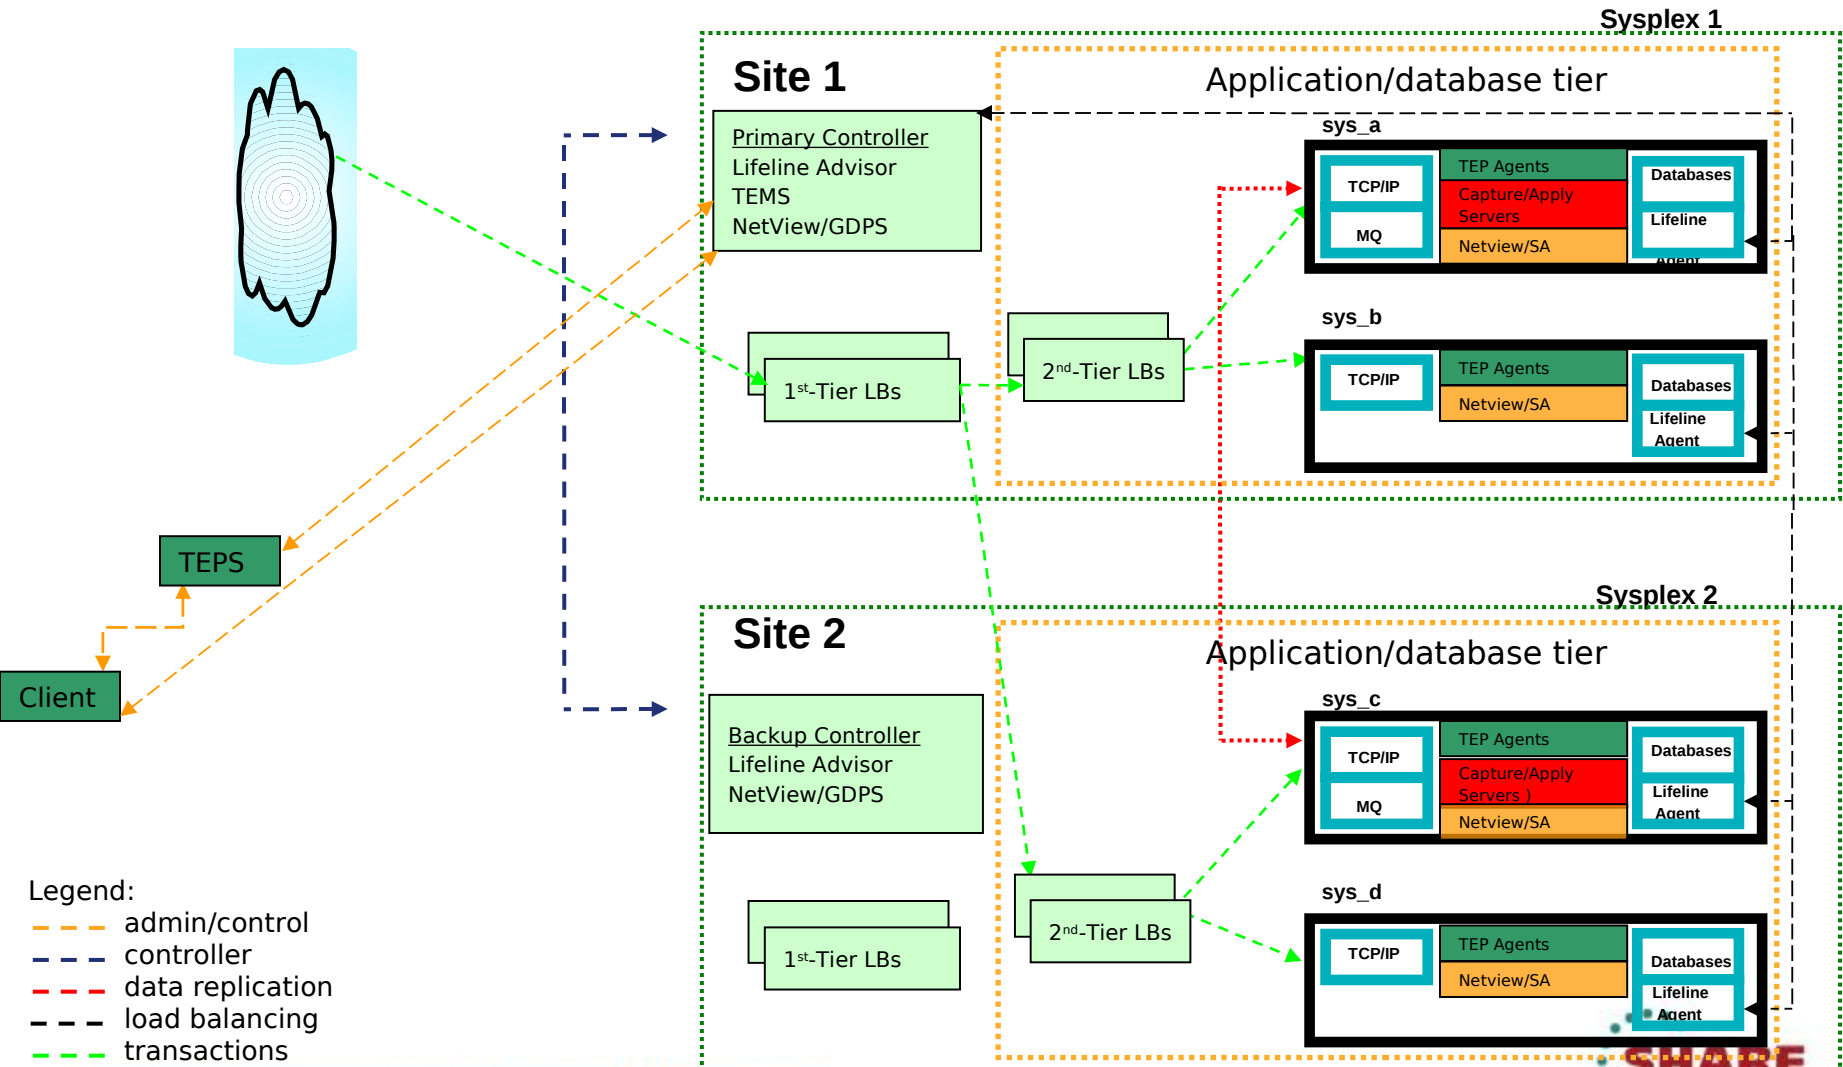 Sysplex 1
Site 1
Application/database tier
Primary Controller
Lifeline Advisor
TEMS
NetView/GDPS
sys_a
TCP/IP
MQ
TEP Agents
Capture/Apply
Servers
Netview/SA
Databases
Lifeline
Agent
sys_b
TCP/IP
TEP Agents
Netview/SA
Databases
Lifeline
Agent
1st-Tier LBs
2nd-Tier LBs
TEPS
Client
Sysplex 2
Site 2
Application/database tier
Backup Controller
Lifeline Advisor
NetView/GDPS
sys_c
TCP/IP
MQ
TEP Agents
Capture/Apply
Servers )
Netview/SA
Databases
Lifeline
Agent
sys_d
TCP/IP
TEP Agents
Netview/SA
Databases
Lifeline
Agent
1st-Tier LBs
2nd-Tier LBs
Legend:
admin/control
controller
data replication
load balancing
transactions
SHARE